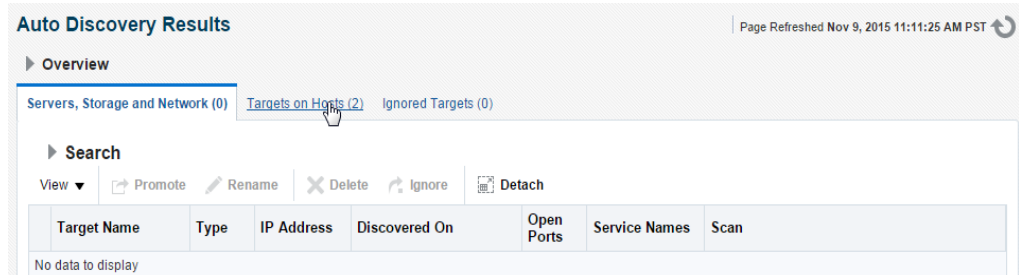 Auto Discovery Results
Page Refreshed Nov 9, 2015 11:11:25 AM PST
Overview
Servers, Storage and Network (0) Targets on Hosts (2) Ignored Targets (0)
Search
View Promote Rename Delete Ignore Detach
Target Name Type IP Address Discovered On Open Ports Service Names Scan
No data to display